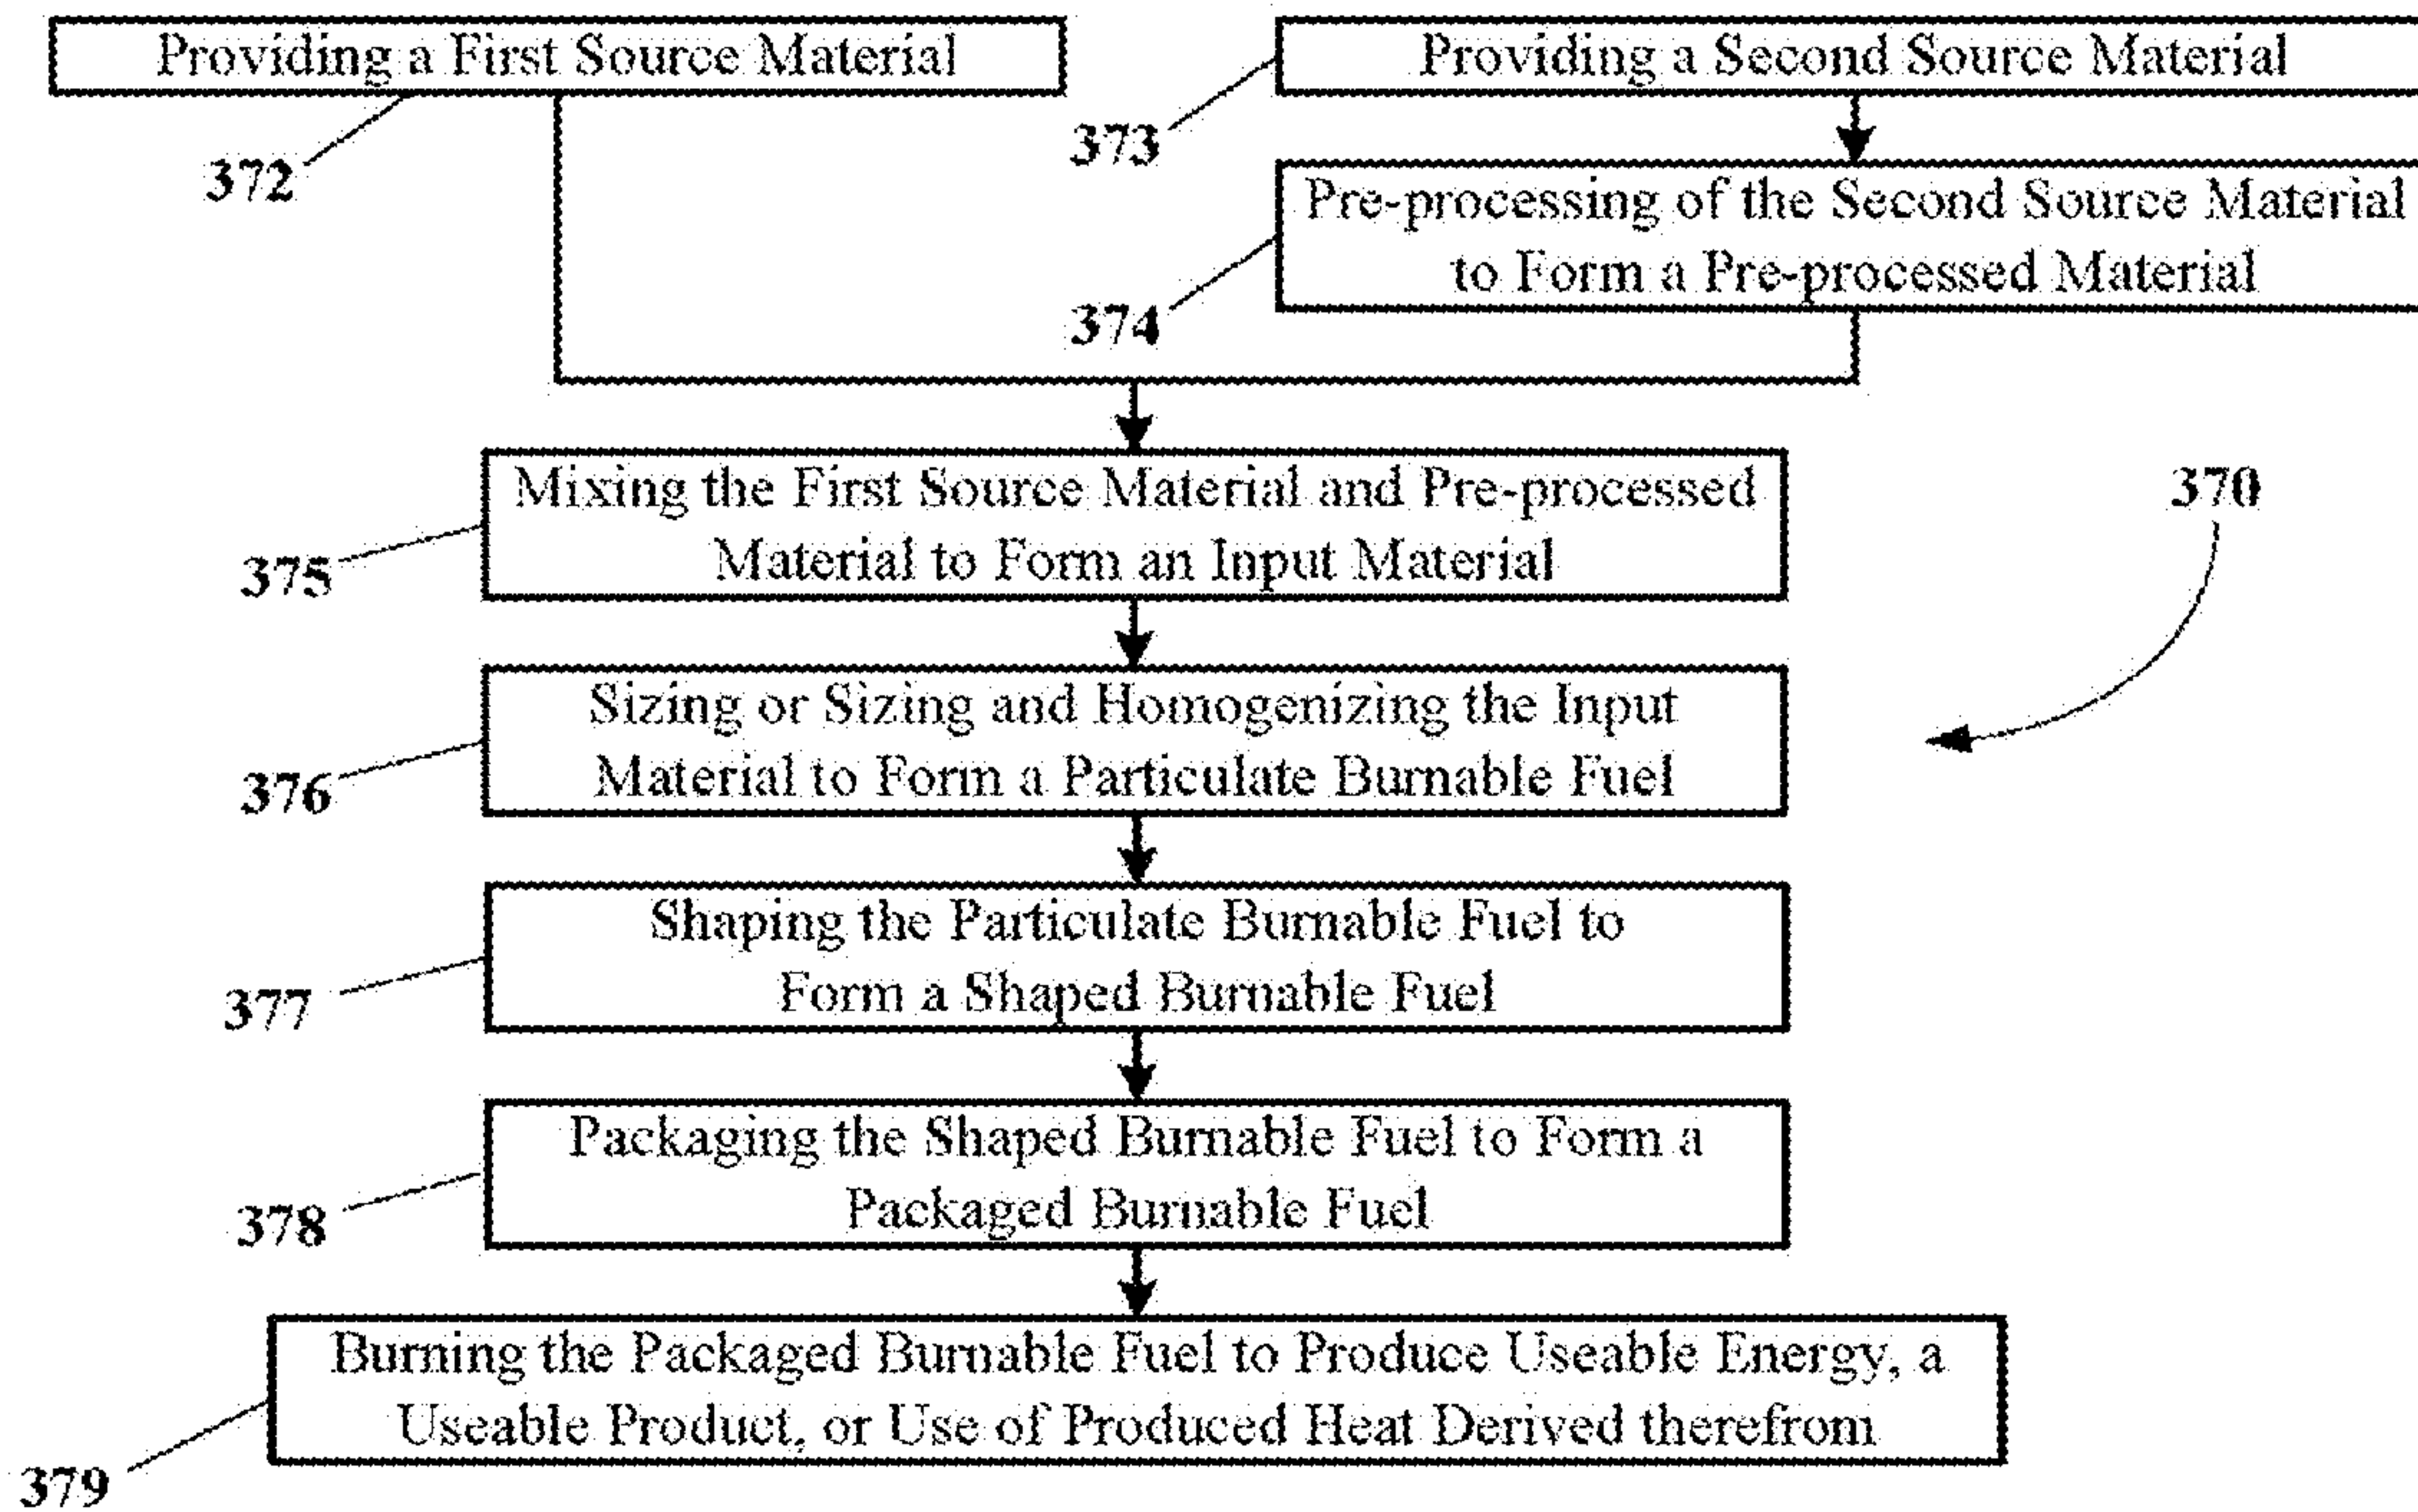 Providing a First Source Material
Providing a Second Source Material
373
372
Pre-processing of the Second Source Material
to Form a Pre-processed Material
374
Mixing the First Source Material and Pre-processed
Material to Form an Input Material
375
370
Sizing or Sizing and Homogenizing the Input
Material to Form a Particulate Burnable Fuel
376
Shaping the Particulate Burnable Fuel to
Form a Shaped Burnable Fuel
377
Packaging the Shaped Burnable Fuel to Form a
Packaged Burnable Fuel
378
Burning the Packaged Burnable Fuel to Produce Useable Energy, a
Useable Product, or Use of Produced Heat Derived therefrom
379